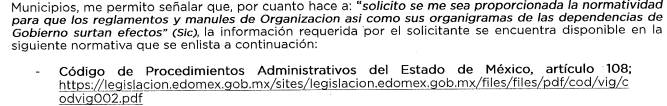 Municipios, me permito señalar que, por cuanto hace a: "solicito se me sea proporcionada la normatividad
para que los reglamentos y manules de Organizacion asi como sus organigramas de las dependencias de
Gobierno surtan efectos" (Sic), la información requerida por el solicitante se encuentra disponible en la
siguiente normativa que se enlista a continuación:
- Código de Procedimientos Administrativos del Estado de México, artículo 108;
https://legislacion.edomex.gob.mx/sites/legislacion.edomex.gob.mx/files/files/pdf/cod/vig/c
odvig002.pdf